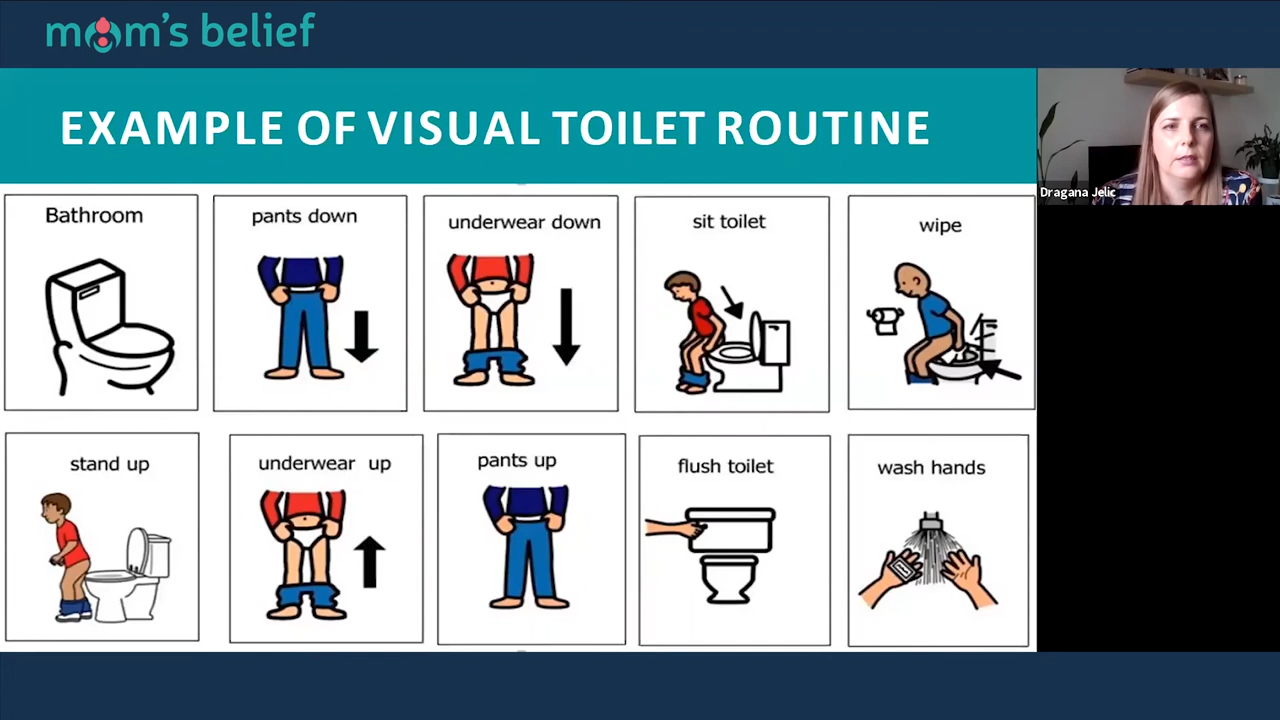 mom's belief
EXAMPLE OF VISUAL TOILET ROUTINE
Dragana Jelic
Bathroom
pants down
underwear down
sit toilet
wipe
stand up
underwear up
pants up
flush toilet
wash hands